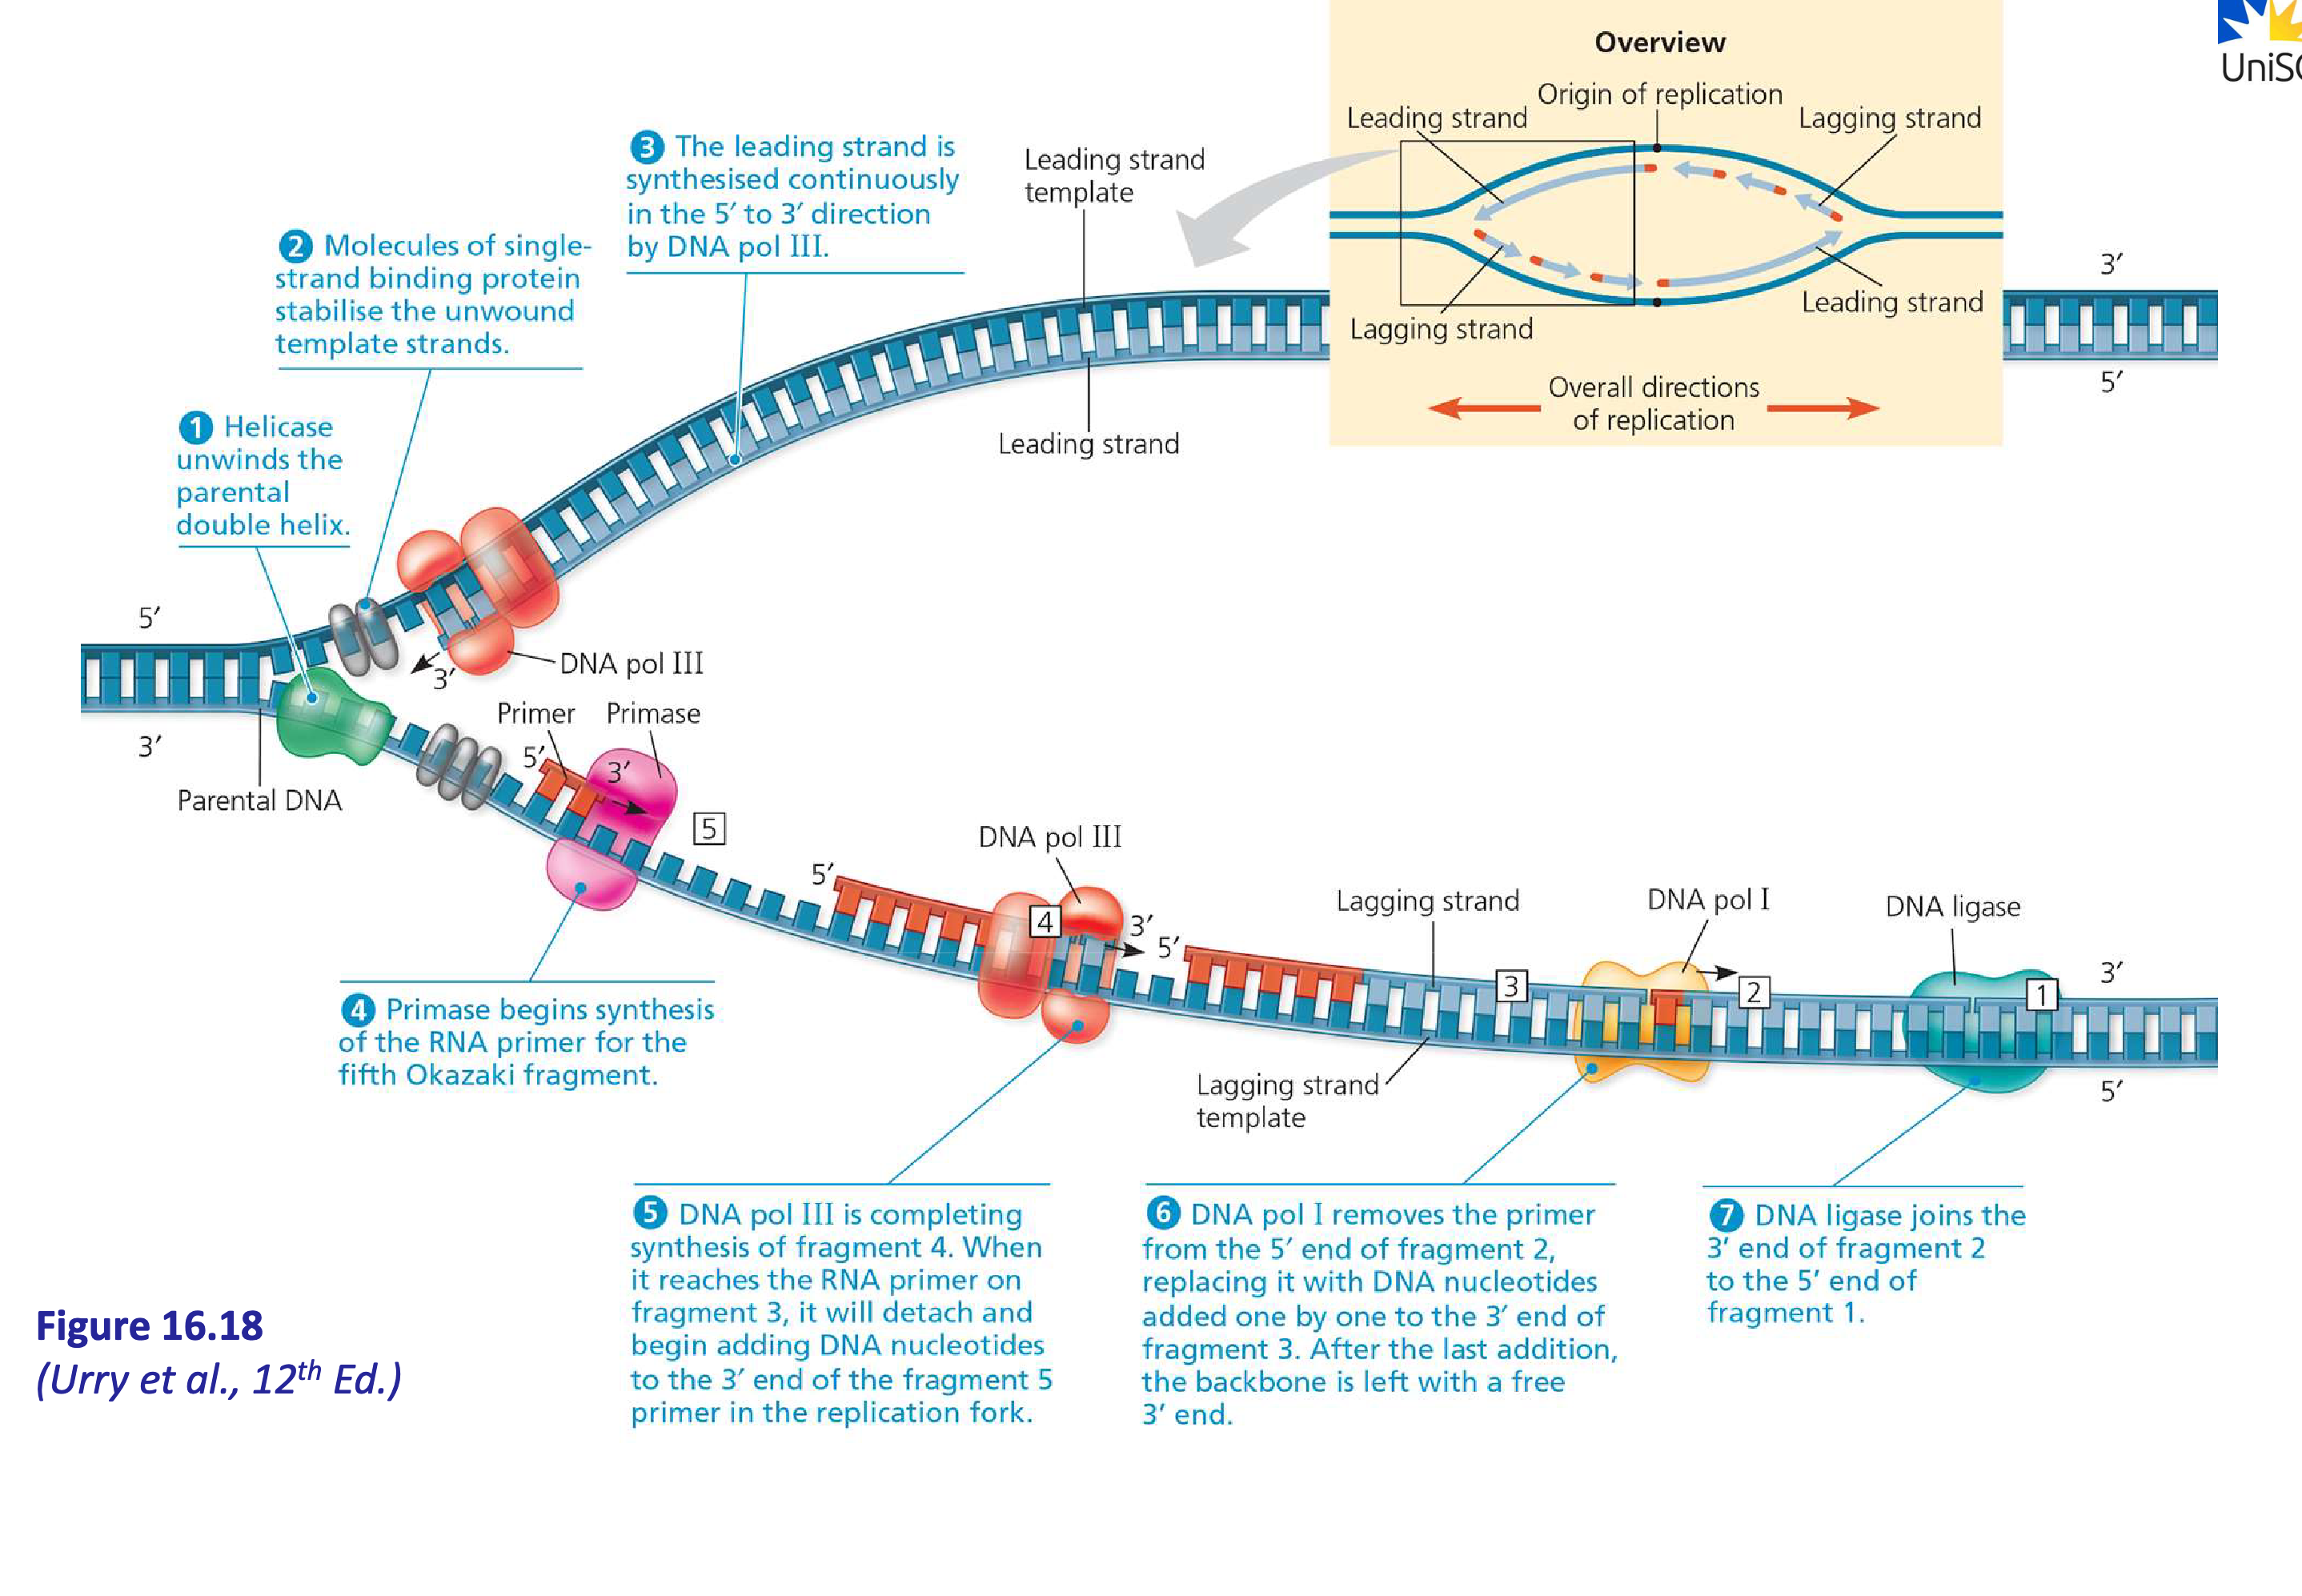 Overview
Origin of replication
Leading strand
Lagging strand
Lagging strand
Leading strand
Overall directions
of replication
3 The leading strand is
synthesised continuously
in the 5′ to 3′ direction
by DNA pol III.
Leading strand
template
Leading strand
2 Molecules of single-
strand binding protein
stabilise the unwound
template strands.
1 Helicase
unwinds the
parental
double helix.
3′
5′
5′
3′
Parental DNA
3′
DNA pol III
Primer
Primase
5′
3′
5
4 Primase begins synthesis
of the RNA primer for the
fifth Okazaki fragment.
5′
DNA pol III
4
3′
5′
Lagging strand
3
Lagging strand
template
DNA pol I
2
DNA ligase
1
3′
5′
5 DNA pol III is completing
synthesis of fragment 4. When
it reaches the RNA primer on
fragment 3, it will detach and
begin adding DNA nucleotides
to the 3′ end of the fragment 5
primer in the replication fork.
6 DNA pol I removes the primer
from the 5′ end of fragment 2,
replacing it with DNA nucleotides
added one by one to the 3′ end of
fragment 3. After the last addition,
the backbone is left with a free
3′ end.
7 DNA ligase joins the
3′ end of fragment 2
to the 5′ end of
fragment 1.
Figure 16.18
(Urry et al., 12th Ed.)